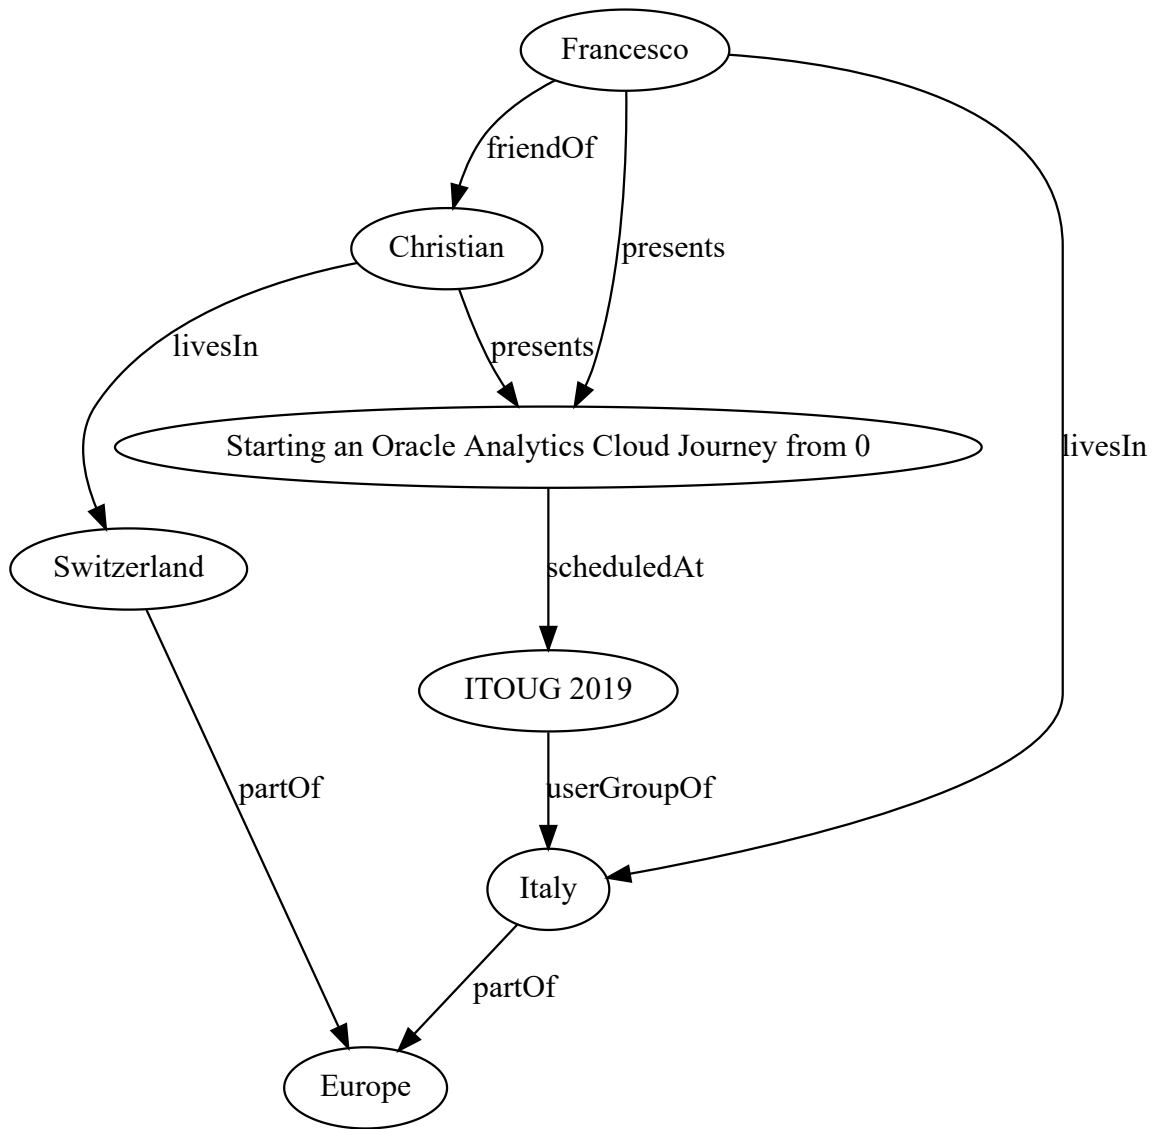 Francesco
friendOf
Christian
presents
livesIn
presents
Starting an Oracle Analytics Cloud Journey from 0
livesIn
Switzerland
scheduledAt
ITOUG 2019
partOf
userGroupOf
Italy
partOf
Europe